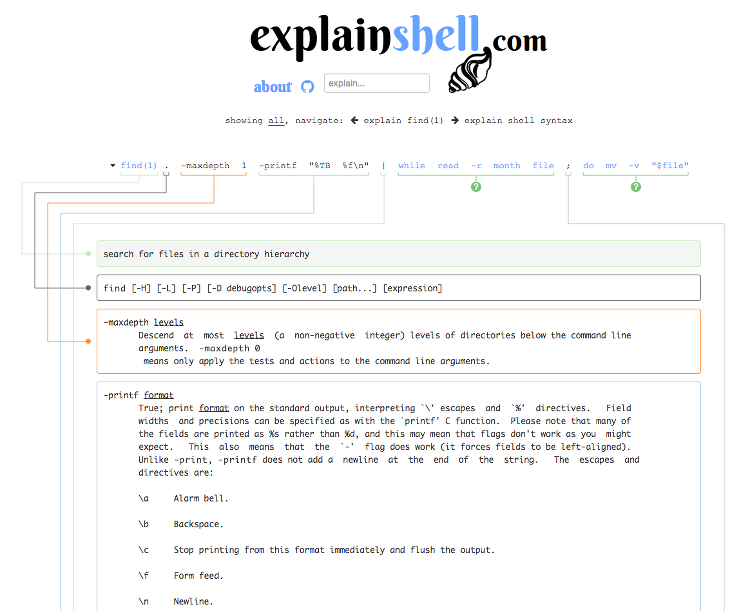 explainshell.com
about explain...
showing all, navigate: ← explain find(1) → explain shell syntax
find(1) . -maxdepth 1 -printf "%TB %f\n" | while read -r month file ; do mv -v "$file"
? ?
search for files in a directory hierarchy
find [-H] [-L] [-P] [-D debugopts] [-Olevel] [path...] [expression]
-maxdepth levels
Descend at most levels (a non-negative integer) levels of directories below the command line
arguments. -maxdepth 0
means only apply the tests and actions to the command line arguments.
-printf format
True; print format on the standard output, interpreting `\' escapes and `%' directives. Field
widths and precisions can be specified as with the `printf' C function. Please note that many of
the fields are printed as %s rather than %d, and this may mean that flags don't work as you might
expect. This also means that the `-' flag does work (it forces fields to be left-aligned).
Unlike -print, -printf does not add a newline at the end of the string. The escapes and
directives are:
\a Alarm bell.
\b Backspace.
\c Stop printing from this format immediately and flush the output.
\f Form feed.
\n Newline.